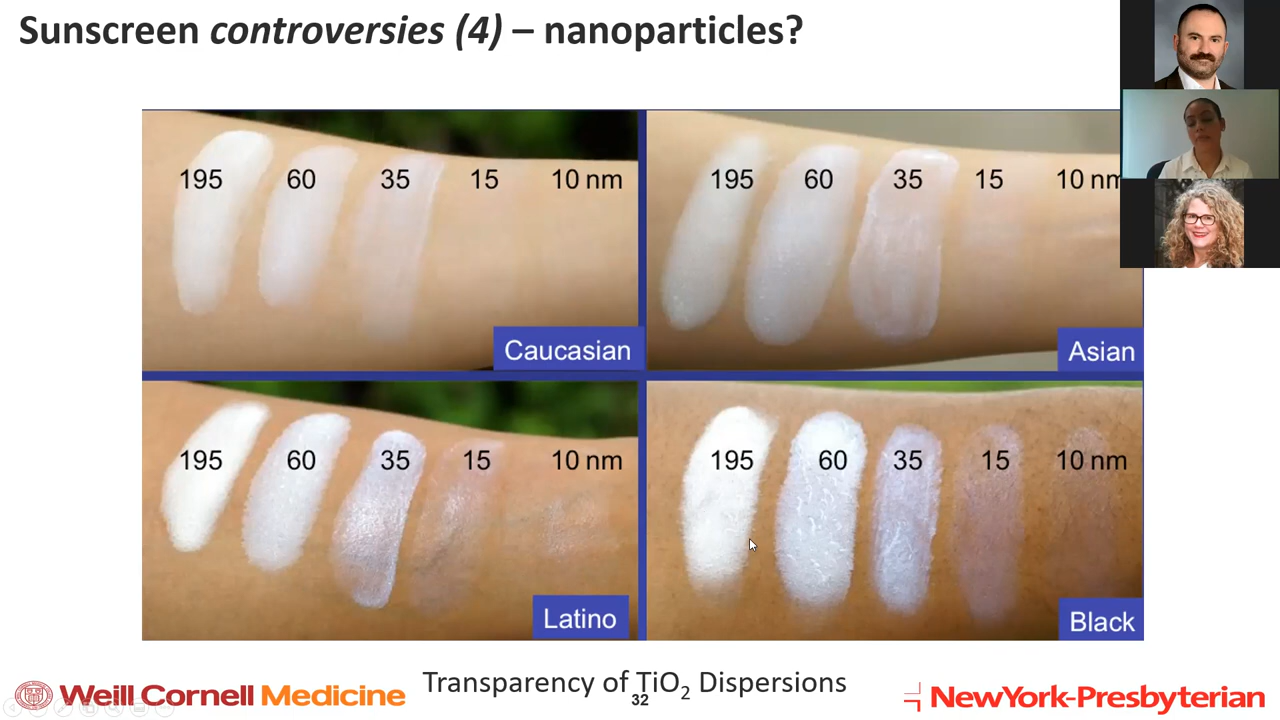 Sunscreen controversies (4) – nanoparticles?
195 60 35 15 10 nm
Caucasian
195 60 35 15 10 nm
Asian
195 60 35 15 10 nm
Latino
195 60 35 15 10 nm
Black
Transparency of TiO₂ Dispersions
32
Weill Cornell Medicine
NewYork-Presbyterian